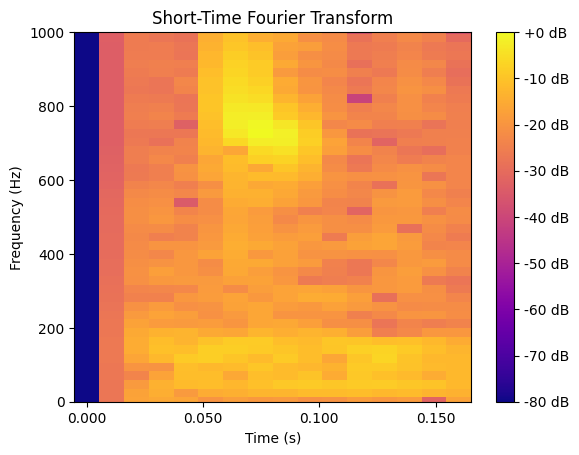 Short-Time Fourier Transform
1000
800
600
400
200
0
Frequency (Hz)
0.000
0.050
0.100
0.150
Time (s)
+0 dB
-10 dB
-20 dB
-30 dB
-40 dB
-50 dB
-60 dB
-70 dB
-80 dB